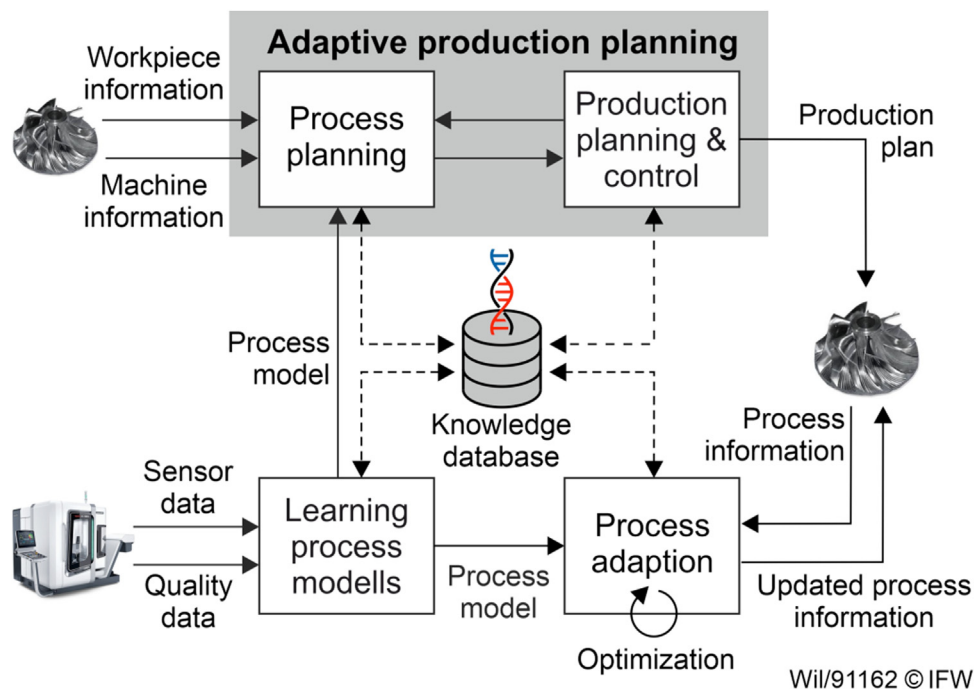 Adaptive production planning
Workpiece
information
Machine
information
Process
planning
Production
planning &
control
Production
plan
Process
model
Knowledge
database
Process
information
Sensor
data
Quality
data
Learning
process
modells
Process
model
Process
adaption
Optimization
Updated process
information
Wil/91162 © IFW